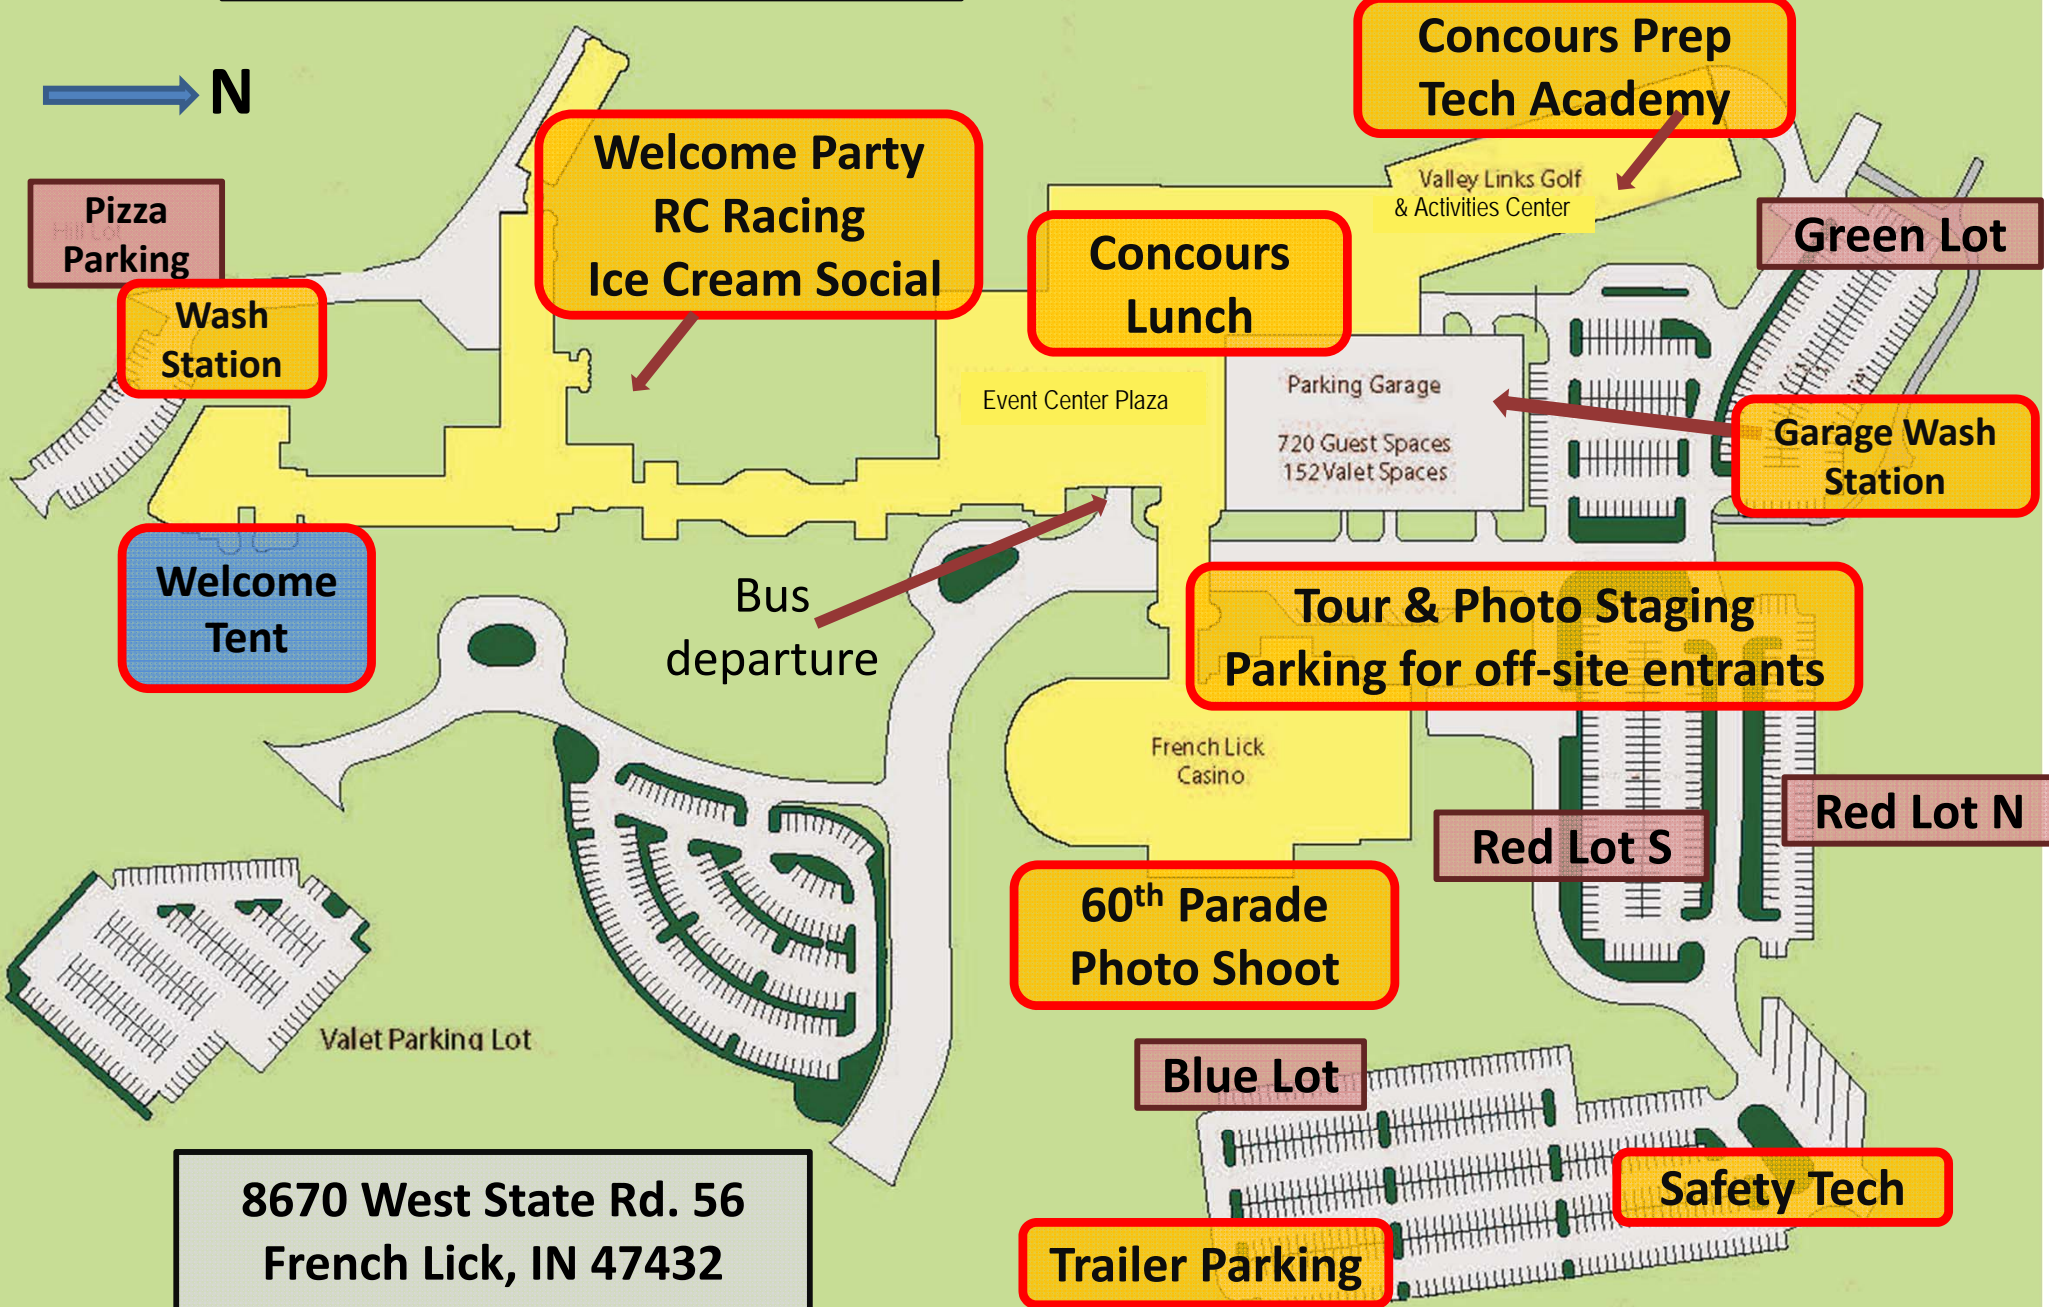 N
Concours Prep
Tech Academy
Welcome Party
RC Racing
Ice Cream Social
Pizza
Parking
Hill Lot
Wash
Station
Valley Links Golf
& Activities Center
Green Lot
Concours
Lunch
Event Center Plaza
Parking Garage
720 Guest Spaces
152 Valet Spaces
Garage Wash
Station
Welcome
Tent
Bus
departure
Tour & Photo Staging
Parking for off-site entrants
French Lick
Casino
Red Lot S
Red Lot N
60th Parade
Photo Shoot
Valet Parking Lot
Blue Lot
Safety Tech
Trailer Parking
8670 West State Rd. 56
French Lick, IN 47432